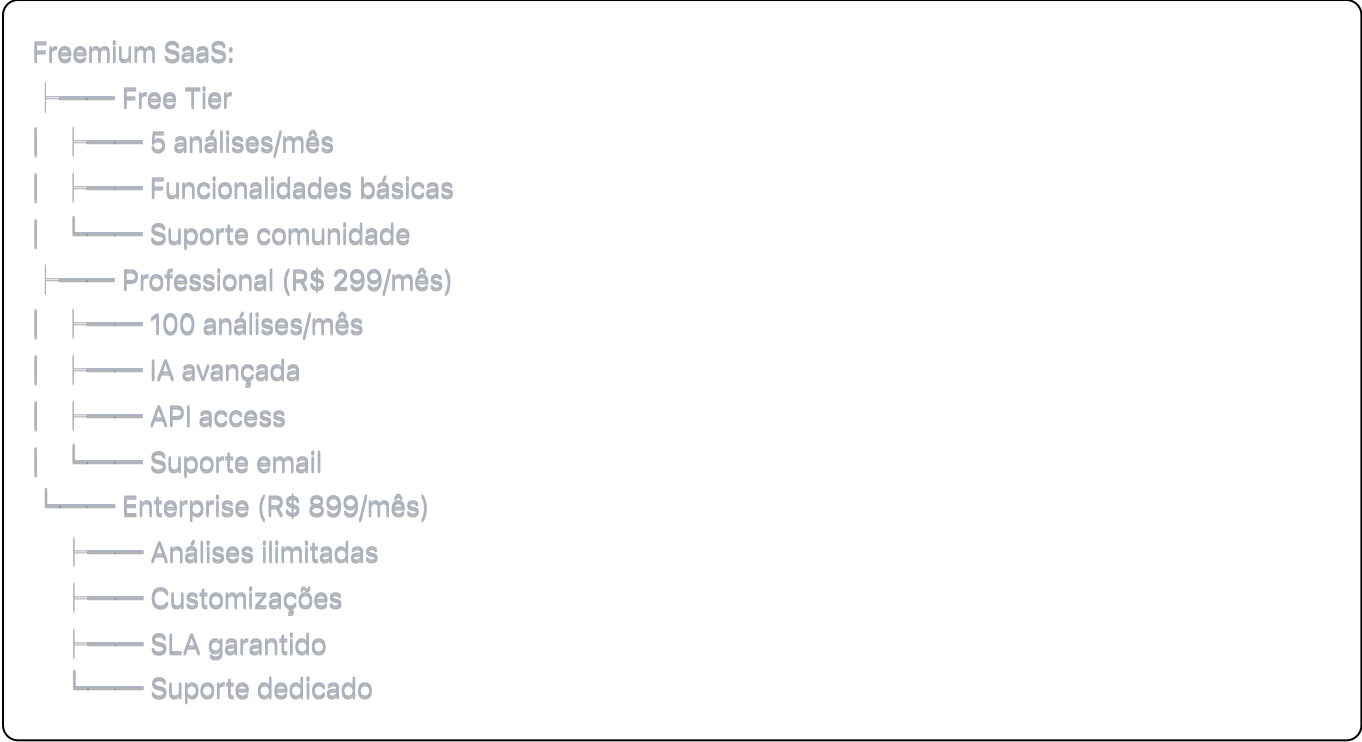 Freemium SaaS:
├── Free Tier
│ ├── 5 análises/mês
│ ├── Funcionalidades básicas
│ └── Suporte comunidade
├── Professional (R$ 299/mês)
│ ├── 100 análises/mês
│ ├── IA avançada
│ ├── API access
│ └── Suporte email
└── Enterprise (R$ 899/mês)
├── Análises ilimitadas
├── Customizações
├── SLA garantido
└── Suporte dedicado